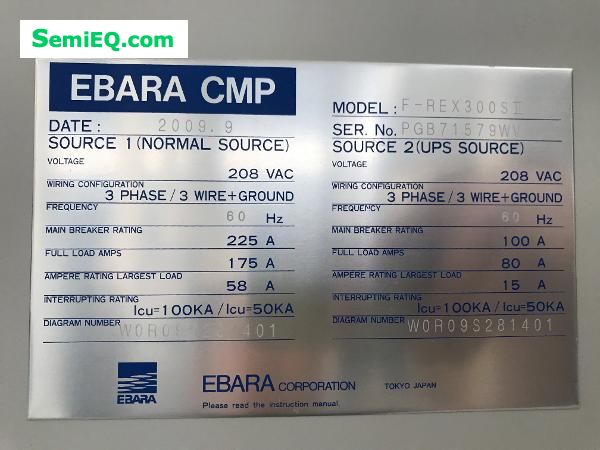 SemiEQ.com
EBARA CMP
MODEL: F-REX300SⅡ
DATE: 2009.9
SER. No. PGB71579WV
SOURCE 1 (NORMAL SOURCE)
SOURCE 2 (UPS SOURCE)
VOLTAGE
208 VAC
VOLTAGE
208 VAC
WIRING CONFIGURATION
3 PHASE / 3 WIRE+GROUND
WIRING CONFIGURATION
3 PHASE / 3 WIRE+GROUND
FREQUENCY
60 Hz
FREQUENCY
60 Hz
MAIN BREAKER RATING
225 A
MAIN BREAKER RATING
100 A
FULL LOAD AMPS
175 A
FULL LOAD AMPS
80 A
AMPERE RATING LARGEST LOAD
58 A
AMPERE RATING LARGEST LOAD
15 A
INTERRUPTING RATING
Icu=100KA / Icu=50KA
INTERRUPTING RATING
Icu=100KA / Icu=50KA
DIAGRAM NUMBER
W0R09S281401
DIAGRAM NUMBER
W0R09S281401
EBARA
EBARA CORPORATION TOKYO JAPAN
Please read the instruction manual.